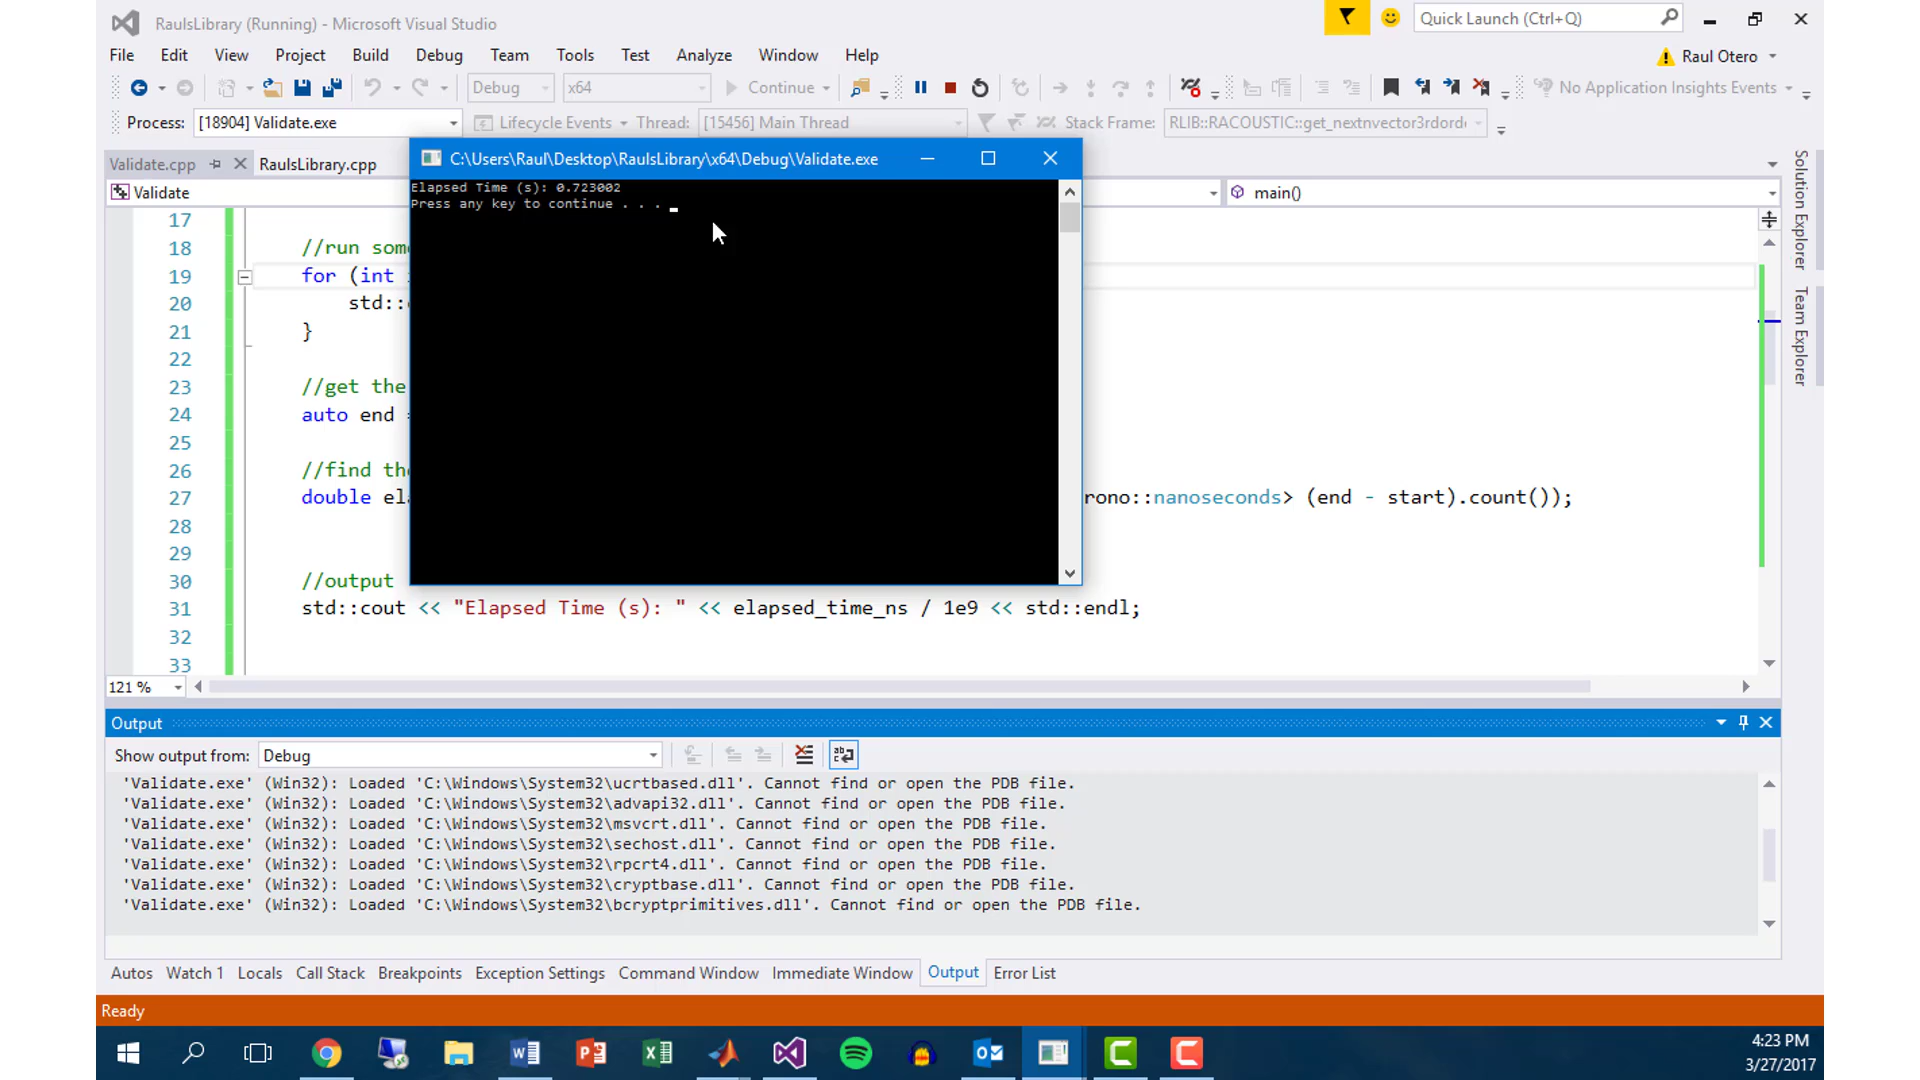 RaulsLibrary (Running) - Microsoft Visual Studio
Quick Launch (Ctrl+Q)
File Edit View Project Build Debug Team Tools Test Analyze Window Help
Raul Otero
Debug x64 Continue No Application Insights Events
Process: [18904] Validate.exe Lifecycle Events Thread: [15456] Main Thread Stack Frame: RLIB::RACOUSTIC::get_nextnvector3rdord
Validate.cpp RaulsLibrary.cpp
C:\Users\Raul\Desktop\RaulsLibrary\x64\Debug\Validate.exe
Elapsed Time (s): 0.723002
Press any key to continue . . .
Validate main()
Solution Explorer
Team Explorer
17
18 //run som
19 for (int
20 std::
21 }
22
23 //get the
24 auto end
25
26 //find the
27 double ela rono::nanoseconds> (end - start).count());
28
29
30 //output
31 std::cout << "Elapsed Time (s): " << elapsed_time_ns / 1e9 << std::endl;
32
33
121 %
Output
Show output from: Debug
'Validate.exe' (Win32): Loaded 'C:\Windows\System32\ucrtbased.dll'. Cannot find or open the PDB file.
'Validate.exe' (Win32): Loaded 'C:\Windows\System32\advapi32.dll'. Cannot find or open the PDB file.
'Validate.exe' (Win32): Loaded 'C:\Windows\System32\msvcrt.dll'. Cannot find or open the PDB file.
'Validate.exe' (Win32): Loaded 'C:\Windows\System32\sechost.dll'. Cannot find or open the PDB file.
'Validate.exe' (Win32): Loaded 'C:\Windows\System32\rpcrt4.dll'. Cannot find or open the PDB file.
'Validate.exe' (Win32): Loaded 'C:\Windows\System32\cryptbase.dll'. Cannot find or open the PDB file.
'Validate.exe' (Win32): Loaded 'C:\Windows\System32\bcryptprimitives.dll'. Cannot find or open the PDB file.
Autos Watch 1 Locals Call Stack Breakpoints Exception Settings Command Window Immediate Window Output Error List
Ready
4:23 PM
3/27/2017